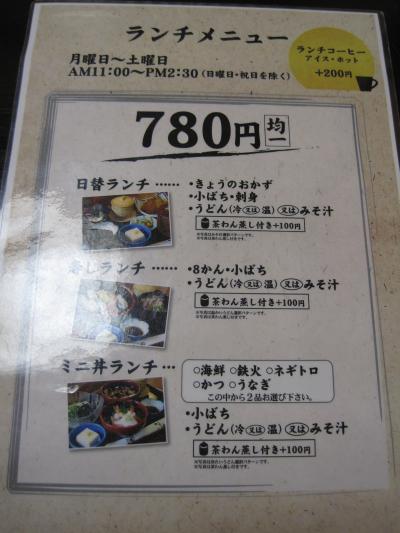 ランチメニュー
月曜日～土曜日
AM11:00～PM2:30（日曜日・祝日を除く）
ランチコーヒー
アイス・ホット
+200円
780円均一
日替ランチ……
・きょうのおかず
・小ばち・刺身
・うどん（冷又は温）又はみそ汁
茶わん蒸し付き+100円
寿しランチ……
・8かん・小ばち
・うどん（冷又は温）又はみそ汁
茶わん蒸し付き+100円
ミニ丼ランチ…
○海鮮 ○鉄火 ○ネギトロ
○かつ ○うなぎ
この中から2品お選び下さい。
・小ばち
・うどん（冷又は温）又はみそ汁
茶わん蒸し付き+100円